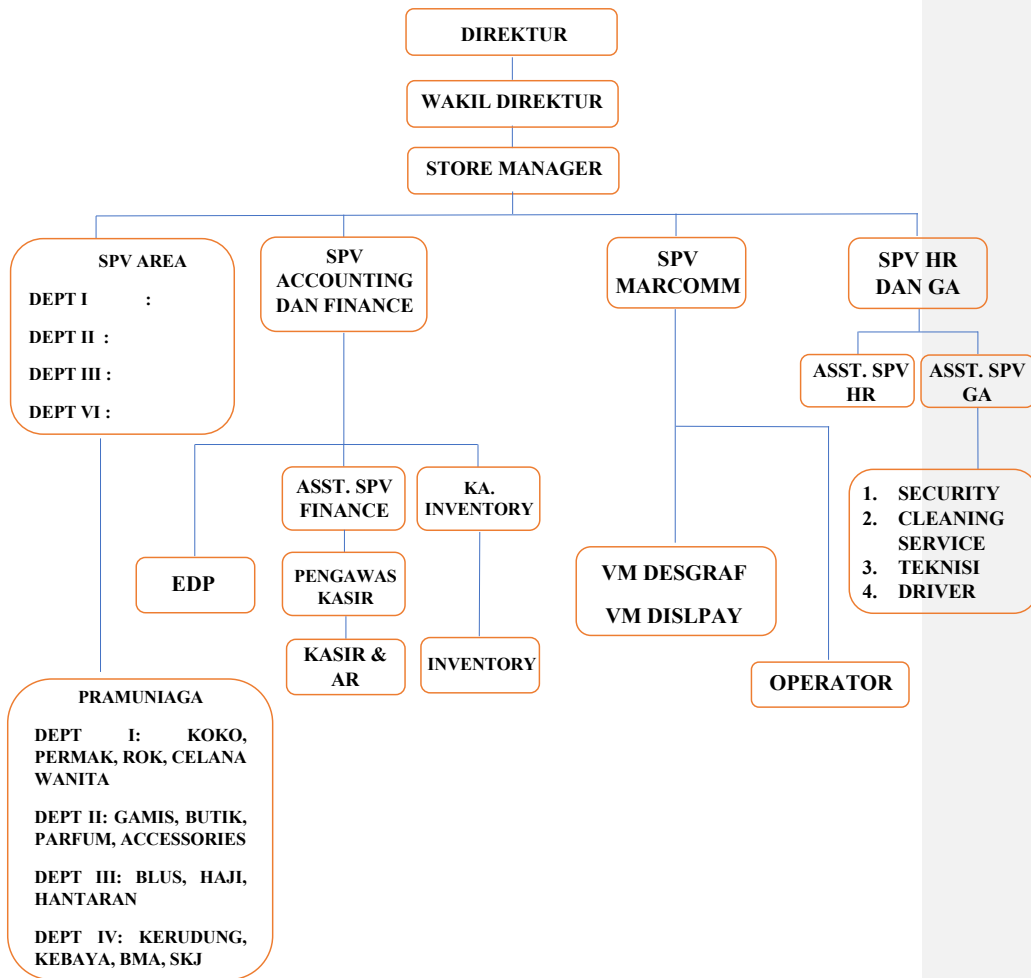 DIREKTUR
WAKIL DIREKTUR
STORE MANAGER
SPV AREA
DEPT I :
DEPT II :
DEPT III :
DEPT VI :
SPV
ACCOUNTING
DAN FINANCE
SPV
MARCOMM
SPV HR
DAN GA
ASST. SPV
HR
ASST. SPV
GA
ASST. SPV
FINANCE
KA.
INVENTORY
1. SECURITY
2. CLEANING
SERVICE
3. TEKNISI
4. DRIVER
EDP
PENGAWAS
KASIR
VM DESGRAF
VM DISLPAY
KASIR &
AR
INVENTORY
OPERATOR
PRAMUNIAGA
DEPT I: KOKO,
PERMAK, ROK, CELANA
WANITA
DEPT II: GAMIS, BUTIK,
PARFUM, ACCESSORIES
DEPT III: BLUS, HAJI,
HANTARAN
DEPT IV: KERUDUNG,
KEBAYA, BMA, SKJ